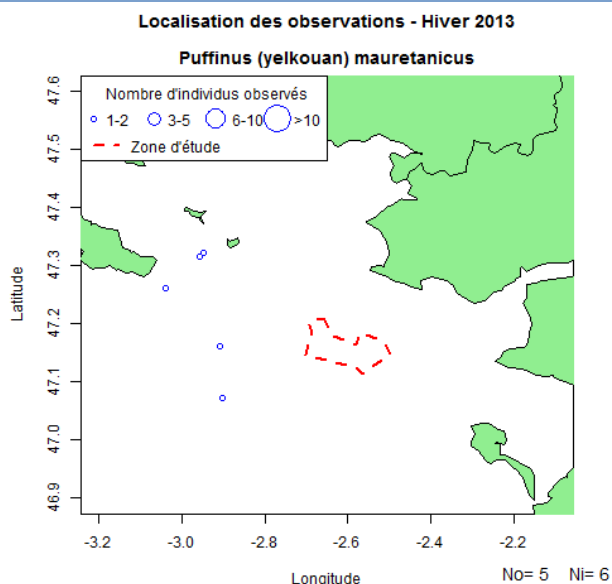 Localisation des observations - Hiver 2013
Puffinus (yelkouan) mauretanicus
Nombre d'individus observés
1-2 3-5 6-10 >10
Zone d'étude
47.6
47.5
47.4
47.3
47.2
47.1
47.0
46.9
Latitude
-3.2 -3.0 -2.8 -2.6 -2.4 -2.2
Longitude
No= 5 Ni= 6